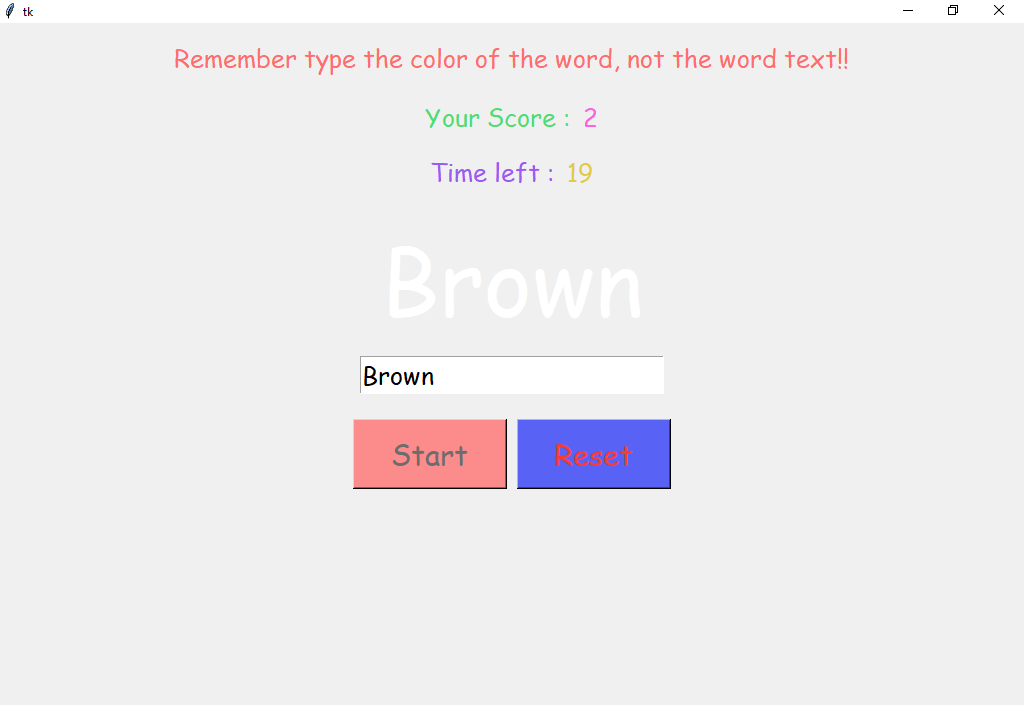 tk
Remember type the color of the word, not the word text!!
Your Score : 2
Time left : 19
Brown
Brown
Start Reset